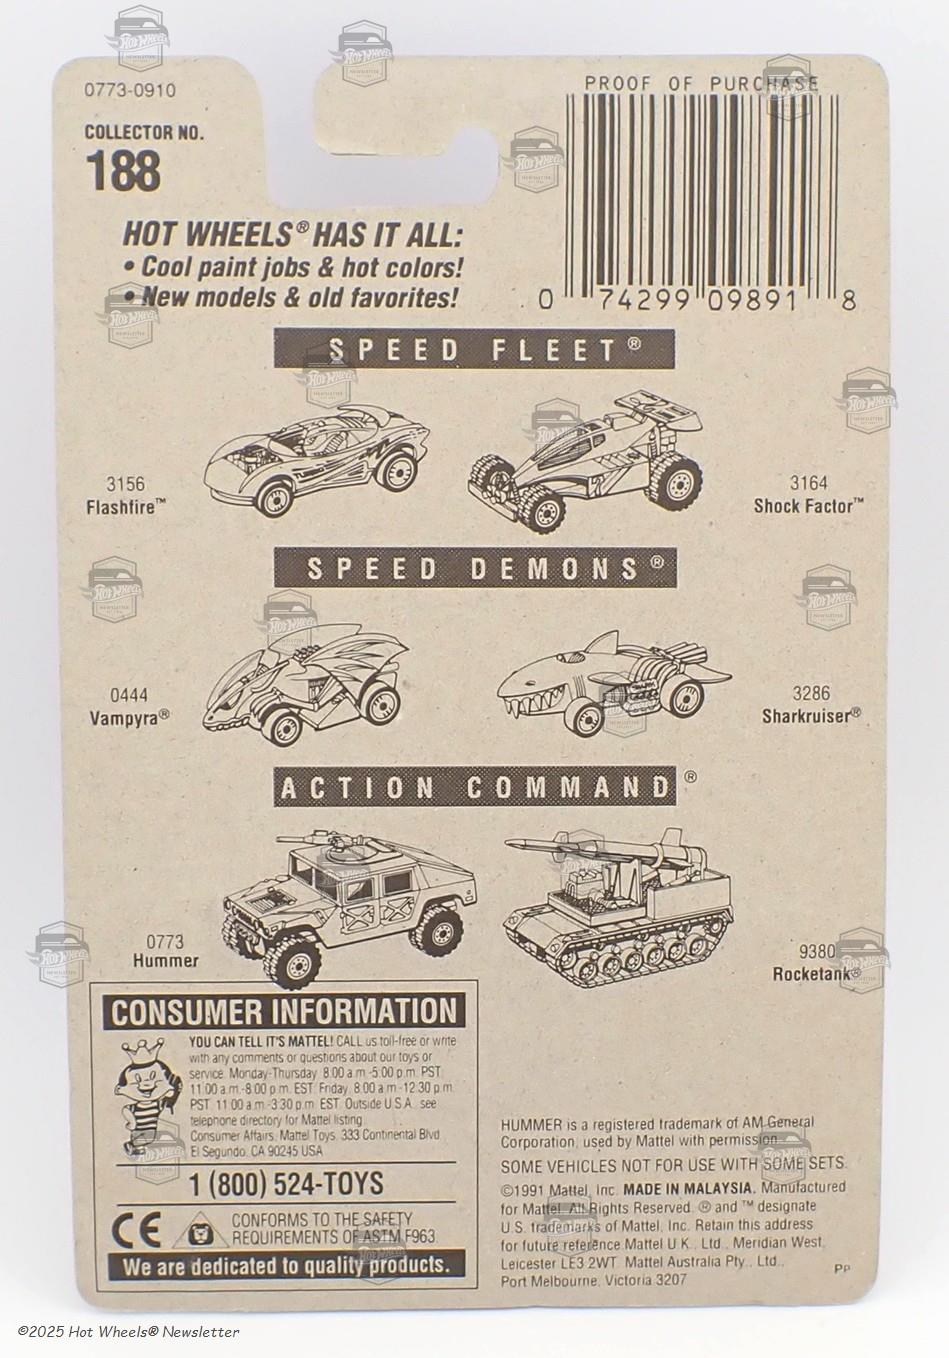 0773-0910
COLLECTOR NO.
188
PROOF OF PURCHASE
0 74299 09891 8
HOT WHEELS® HAS IT ALL:
• Cool paint jobs & hot colors!
• New models & old favorites!
SPEED FLEET®
3156
Flashfire™
3164
Shock Factor™
SPEED DEMONS®
0444
Vampyra®
3286
Sharkruiser®
ACTION COMMAND®
0773
Hummer
9380
Rocketank®
CONSUMER INFORMATION
YOU CAN TELL IT'S MATTEL! CALL us toll-free or write
with any comments or questions about our toys or
service. Monday-Thursday 8:00 a.m.-5:00 p.m. PST.
11:00 a.m.-8:00 p.m. EST. Friday, 8:00 a.m.-12:30 p.m.
PST. 11:00 a.m.-3:30 p.m. EST. Outside U.S.A. see
telephone directory for Mattel listing.
Consumer Affairs, Mattel Toys, 333 Continental Blvd.
El Segundo, CA 90245 USA
1 (800) 524-TOYS
CE
CONFORMS TO THE SAFETY
REQUIREMENTS OF ASTM F963.
We are dedicated to quality products.
HUMMER is a registered trademark of AM General
Corporation, used by Mattel with permission.
SOME VEHICLES NOT FOR USE WITH SOME SETS.
©1991 Mattel, Inc. MADE IN MALAYSIA. Manufactured
for Mattel. All Rights Reserved. ® and ™ designate
U.S. trademarks of Mattel, Inc. Retain this address
for future reference Mattel U.K., Ltd., Meridian West,
Leicester LE3 2WT. Mattel Australia Pty., Ltd.,
Port Melbourne, Victoria 3207
PP
©2025 Hot Wheels® Newsletter